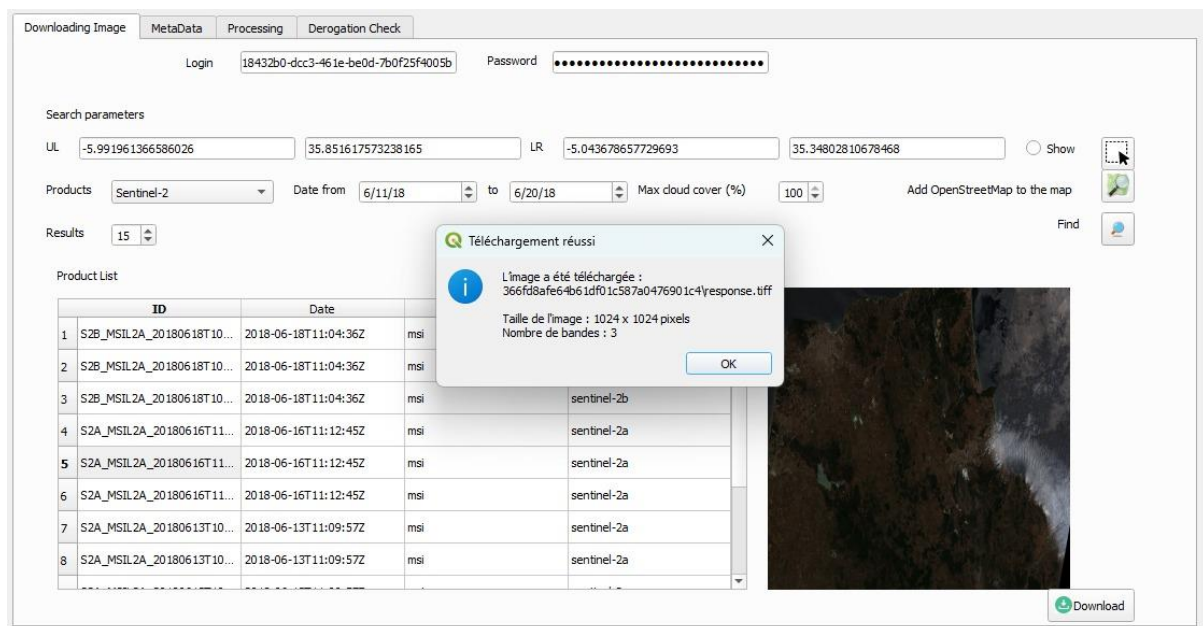 Downloading Image MetaData Processing Derogation Check
Login 18432b0-dcc3-461e-be0d-7b0f25f4005b Password ••••••••••••••••••••••••••••
Search parameters
UL -5.991961366586026 35.851617573238165 LR -5.043678657729693 35.34802810678468 Show
Products Sentinel-2 Date from 6/11/18 to 6/20/18 Max cloud cover (%) 100 Add OpenStreetMap to the map
Results 15 Find
Téléchargement réussi
L'image a été téléchargée :
366fd8afe64b61df01c587a0476901c4\response.tiff
Taille de l'image : 1024 x 1024 pixels
Nombre de bandes : 3
OK
Product List
ID Date
1 S2B_MSIL2A_20180618T10... 2018-06-18T11:04:36Z msi
2 S2B_MSIL2A_20180618T10... 2018-06-18T11:04:36Z msi
3 S2B_MSIL2A_20180618T10... 2018-06-18T11:04:36Z msi sentinel-2b
4 S2A_MSIL2A_20180616T11... 2018-06-16T11:12:45Z msi sentinel-2a
5 S2A_MSIL2A_20180616T11... 2018-06-16T11:12:45Z msi sentinel-2a
6 S2A_MSIL2A_20180616T11... 2018-06-16T11:12:45Z msi sentinel-2a
7 S2A_MSIL2A_20180613T10... 2018-06-13T11:09:57Z msi sentinel-2a
8 S2A_MSIL2A_20180613T10... 2018-06-13T11:09:57Z msi sentinel-2a
Download